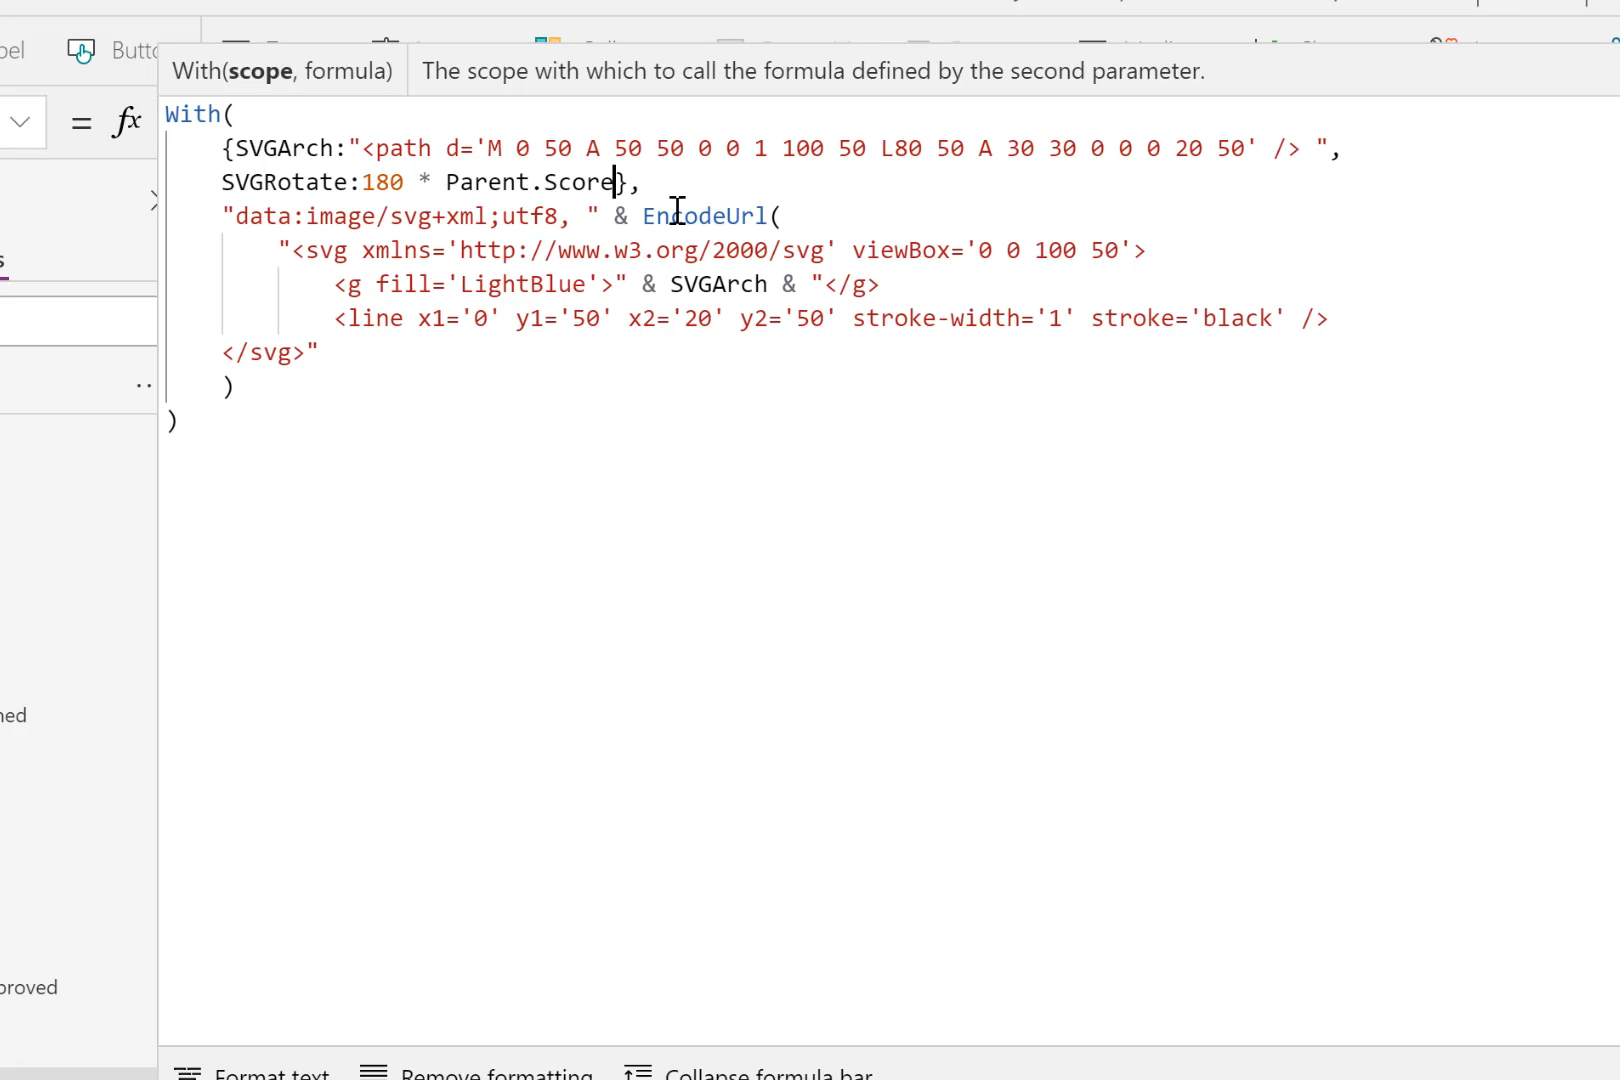 With(scope, formula) The scope with which to call the formula defined by the second parameter.
= fx
With(
{SVGArch:"<path d='M 0 50 A 50 50 0 0 1 100 50 L80 50 A 30 30 0 0 0 20 50' /> ",
SVGRotate:180 * Parent.Score},
"data:image/svg+xml;utf8, " & EncodeUrl(
"<svg xmlns='http://www.w3.org/2000/svg' viewBox='0 0 100 50'>
<g fill='LightBlue'>" & SVGArch & "</g>
<line x1='0' y1='50' x2='20' y2='50' stroke-width='1' stroke='black' />
</svg>"
)
)
Format text Remove formatting Collapse formula bar